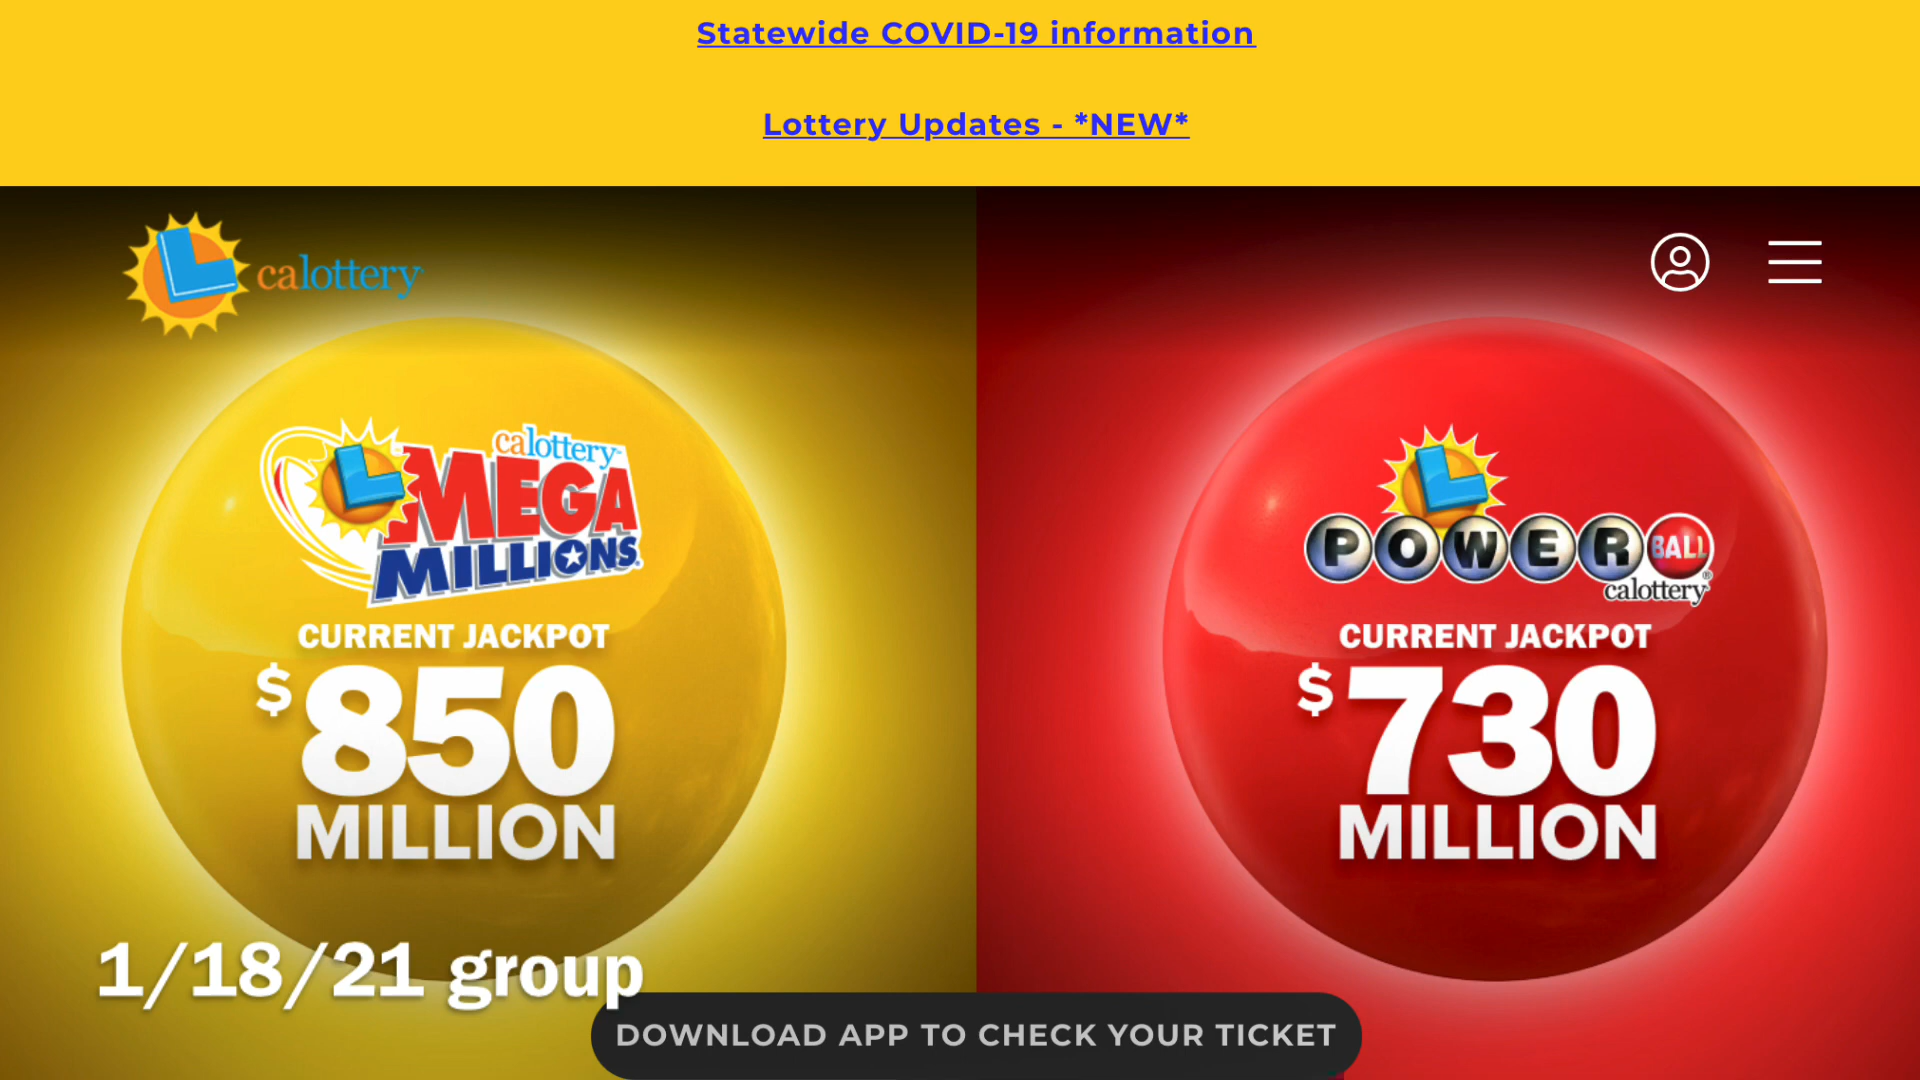 Statewide COVID-19 information
Lottery Updates - *NEW*
calottery
calottery
MEGA
MILLIONS
CURRENT JACKPOT
$850
MILLION
POWERBALL
calottery
CURRENT JACKPOT
$730
MILLION
1/18/21 group
DOWNLOAD APP TO CHECK YOUR TICKET